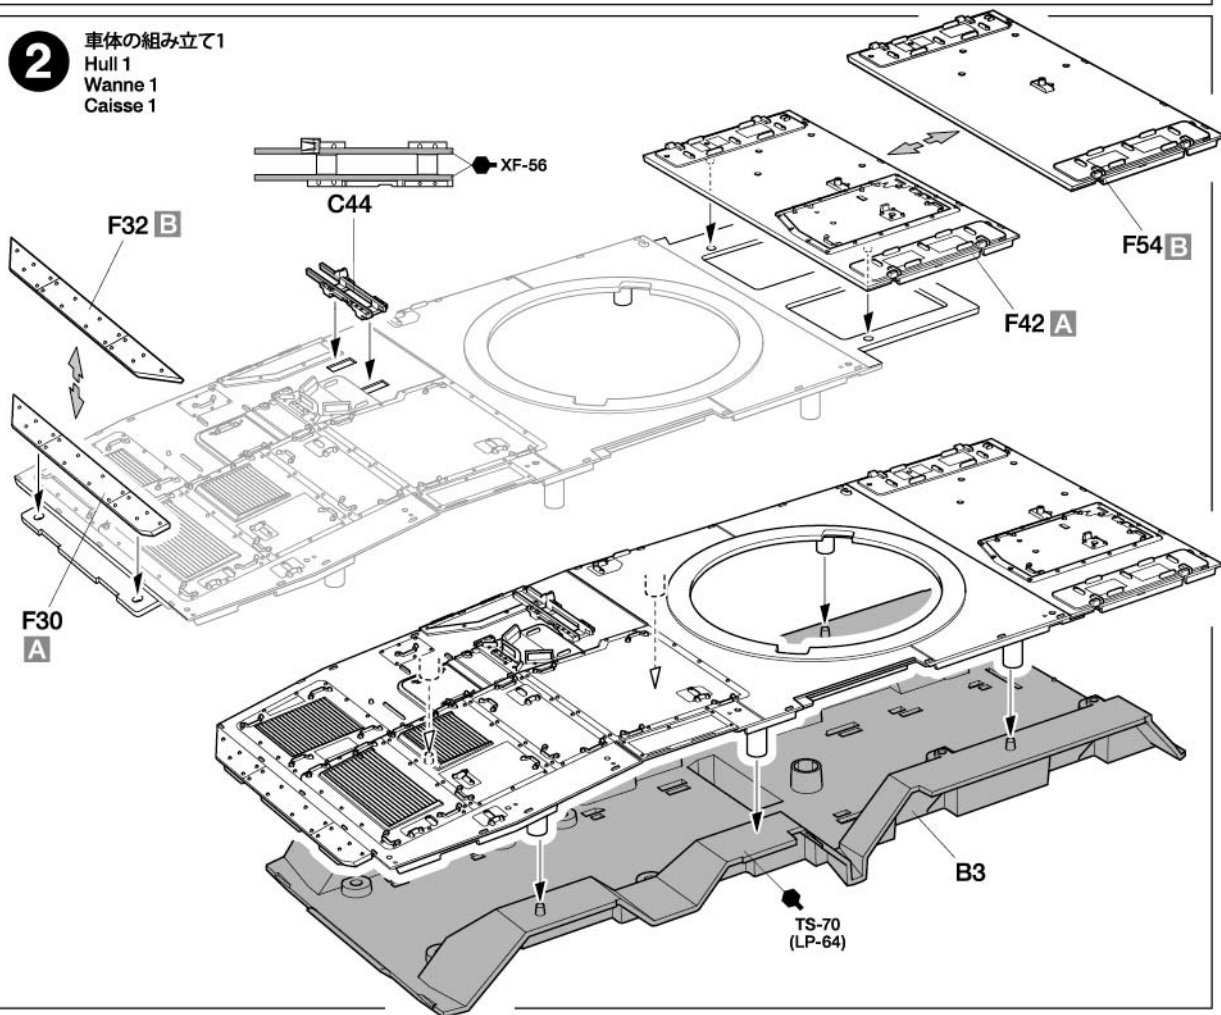 2
車体の組み立て1
Hull 1
Wanne 1
Caisse 1
XF-56
C44
F32 B
F54 B
F42 A
F30
A
B3
TS-70
(LP-64)